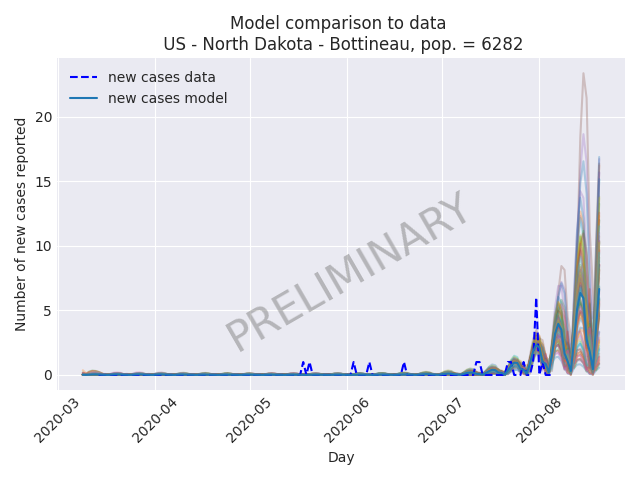 Model comparison to data
US - North Dakota - Bottineau, pop. = 6282
new cases data
new cases model
Number of new cases reported
20
15
10
5
0
PRELIMINARY
2020-03
2020-04
2020-05
2020-06
2020-07
2020-08
Day